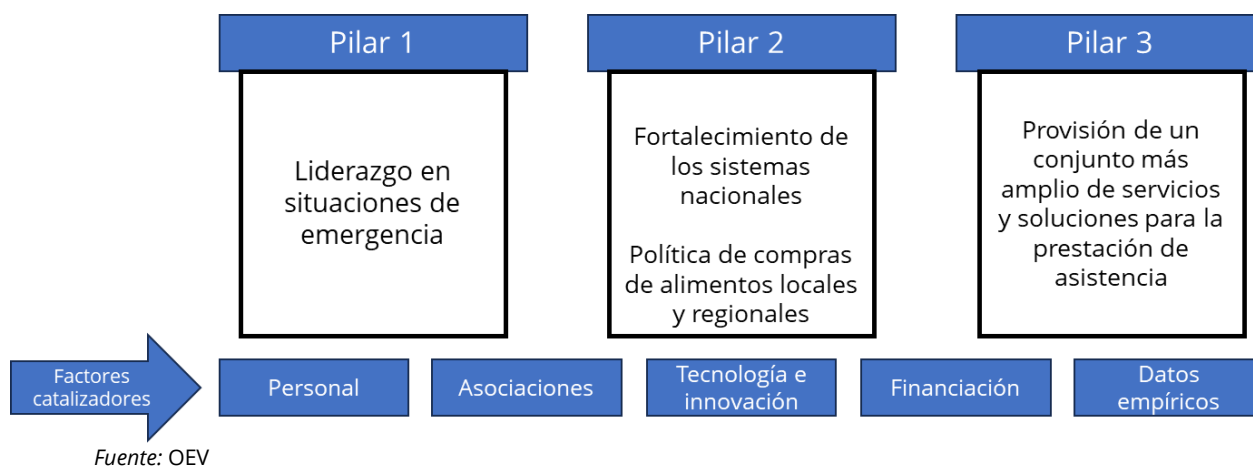 Pilar 1
Liderazgo en
situaciones de
emergencia
Pilar 2
Fortalecimiento de
los sistemas
nacionales
Política de compras
de alimentos locales
y regionales
Pilar 3
Provisión de un
conjunto más
amplio de servicios
y soluciones para la
prestación de
asistencia
Factores
catalizadores
Personal
Asociaciones
Tecnología e
innovación
Financiación
Datos
empíricos
Fuente: OEV